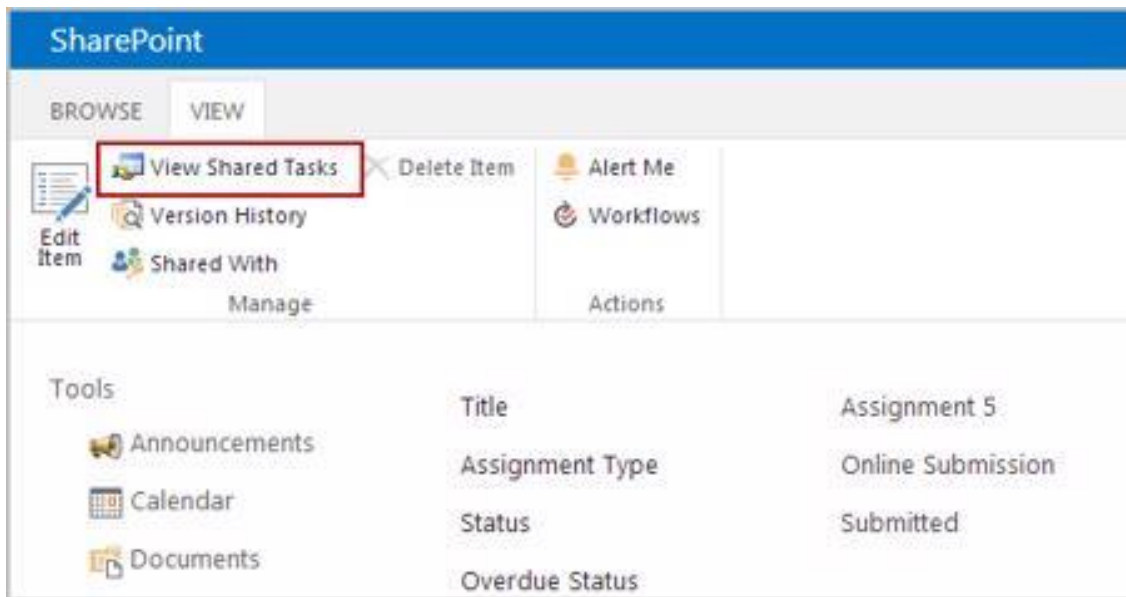 SharePoint
BROWSE VIEW
View Shared Tasks Delete Item Alert Me
Version History Workflows
Edit
Item
Shared With
Manage Actions
Tools
Title Assignment 5
Announcements
Assignment Type Online Submission
Calendar
Status Submitted
Documents
Overdue Status